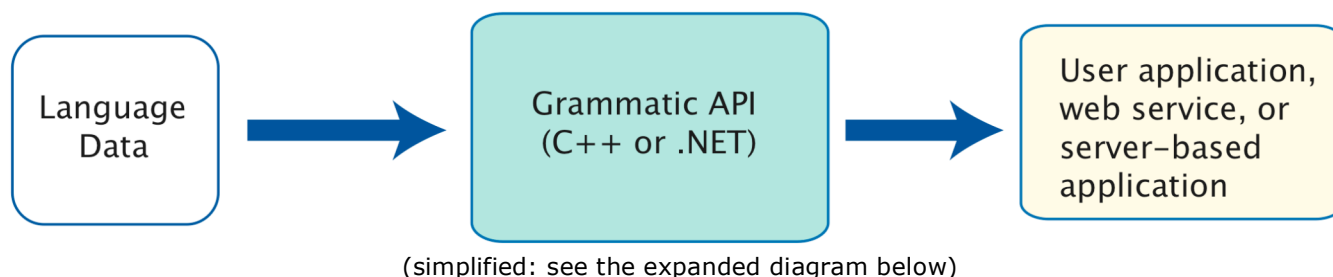 Language
Data
Grammatic API
(C++ or .NET)
User application,
web service, or
server–based
application
(simplified: see the expanded diagram below)